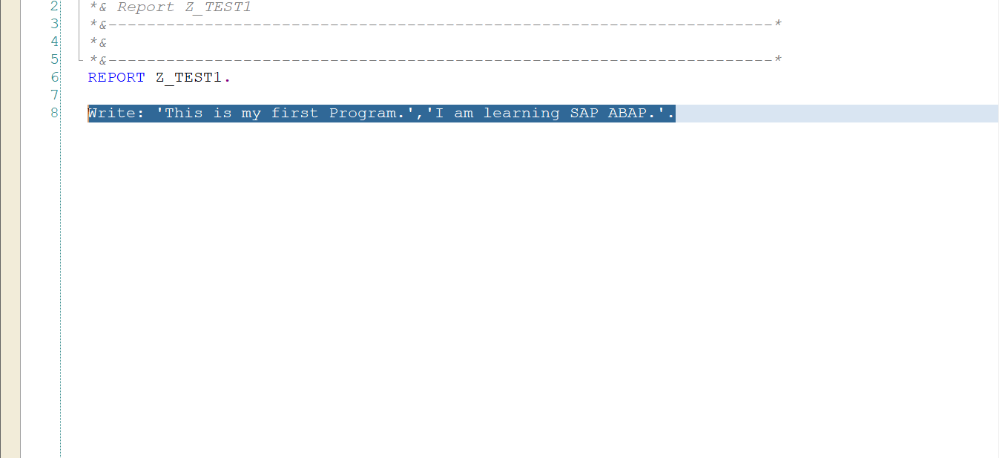 2 *& Report Z_TEST1
3 *&---------------------------------------------------------------------*
4 *&
5 *&---------------------------------------------------------------------*
6 REPORT Z_TEST1.
7
8 Write: 'This is my first Program.','I am learning SAP ABAP.'.